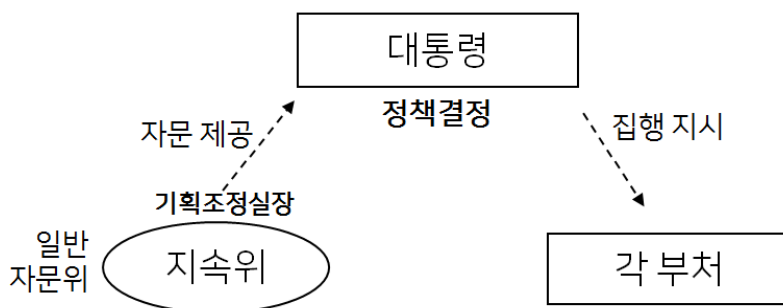 대통령
정책결정
자문 제공
집행 지시
기획조정실장
일반
자문위
지속위
각 부처